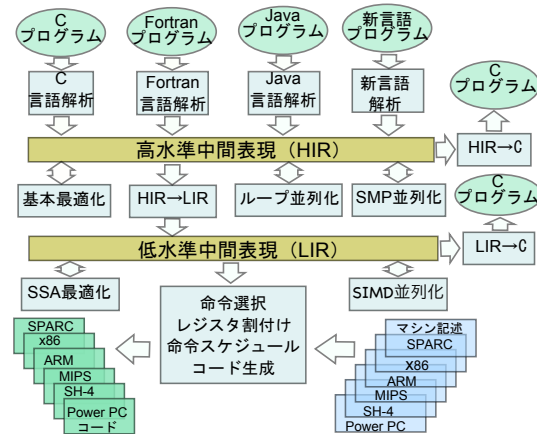 C
プログラム
Fortran
プログラム
Java
プログラム
新言語
プログラム
C
言語解析
Fortran
言語解析
Java
言語解析
新言語
解析
C
プログラム
高水準中間表現（HIR）
HIR→C
基本最適化
HIR→LIR
ループ並列化
SMP並列化
C
プログラム
低水準中間表現（LIR）
LIR→C
SSA最適化
命令選択
レジスタ割付け
命令スケジュール
コード生成
SIMD並列化
SPARC
x86
ARM
MIPS
SH-4
Power PC
コード
マシン記述
SPARC
x86
ARM
MIPS
SH-4
Power PC